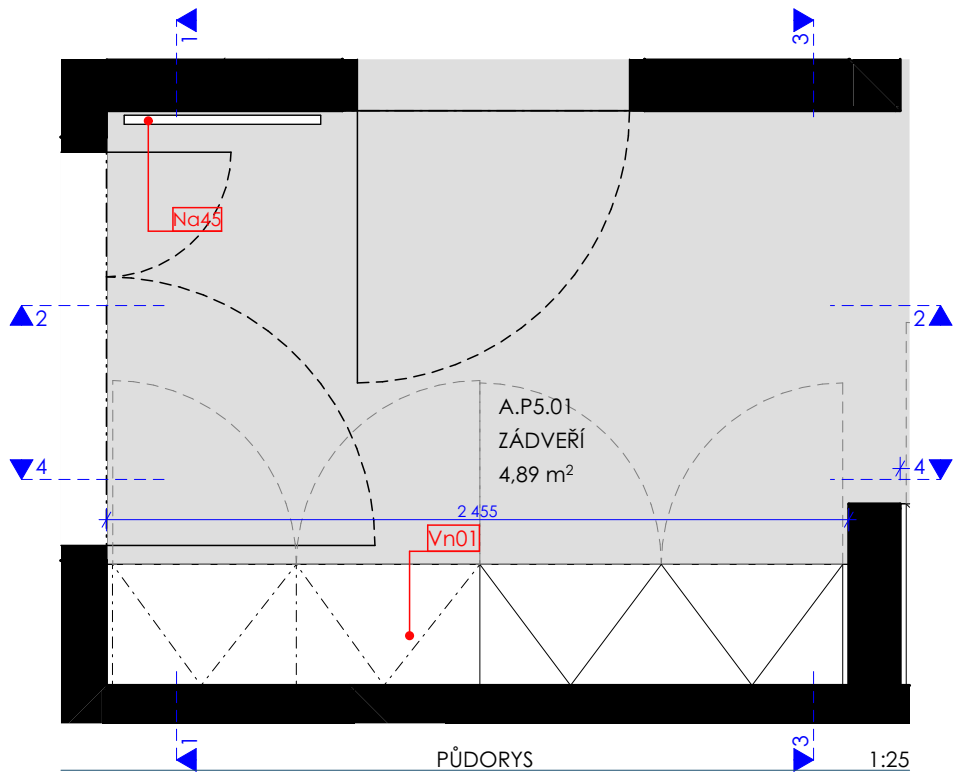 1
3
Na45
2
2
A.P5.01
ZÁDVEŘÍ
4,89 m²
4
4
2 455
Vn01
1
3
PŮDORYS
1:25